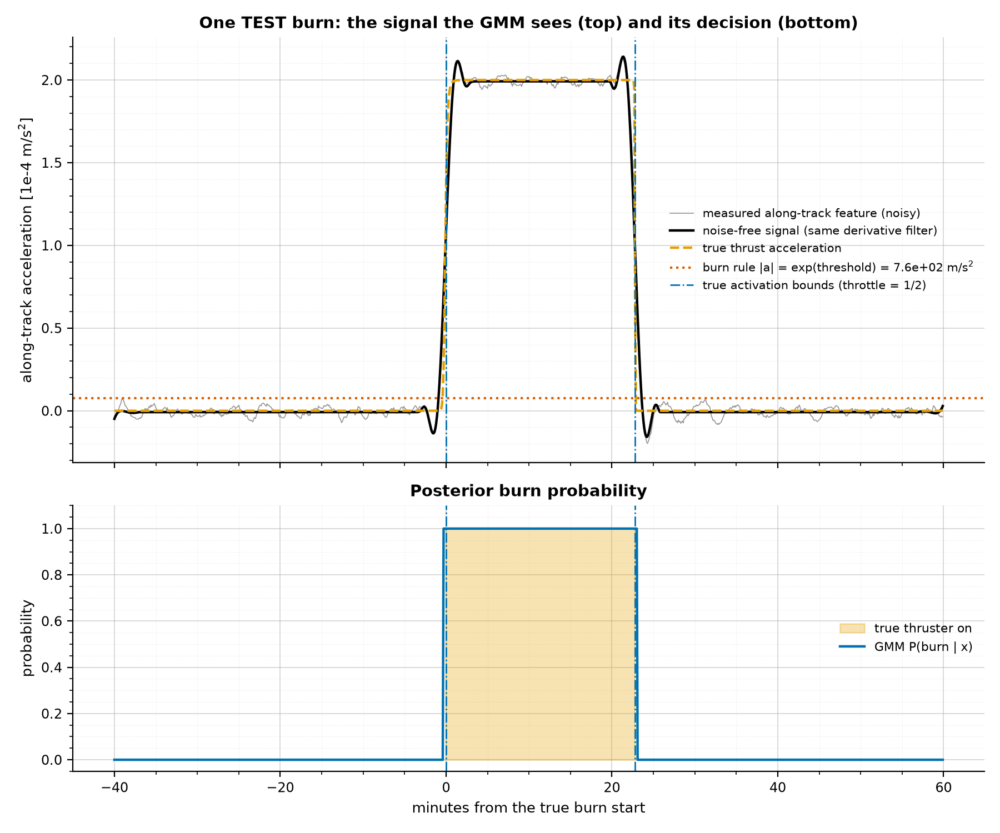 One TEST burn: the signal the GMM sees (top) and its decision (bottom)
along-track acceleration [1e-4 m/s²]
2.0
1.5
1.0
0.5
0.0
measured along-track feature (noisy)
noise-free signal (same derivative filter)
true thrust acceleration
burn rule |a| = exp(threshold) = 7.6e+02 m/s²
true activation bounds (throttle = 1/2)
Posterior burn probability
probability
1.0
0.8
0.6
0.4
0.2
0.0
true thruster on
GMM P(burn | x)
−40
−20
0
20
40
60
minutes from the true burn start